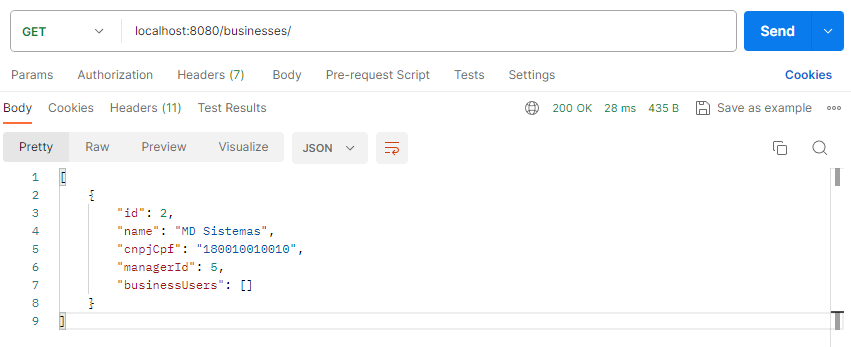 GET localhost:8080/businesses/ Send
Params Authorization Headers (7) Body Pre-request Script Tests Settings Cookies
Body Cookies Headers (11) Test Results 200 OK 28 ms 435 B Save as example
Pretty Raw Preview Visualize JSON
1 [
2 {
3 "id": 2,
4 "name": "MD Sistemas",
5 "cnpjCpf": "180010010010",
6 "managerId": 5,
7 "businessUsers": []
8 }
9 ]